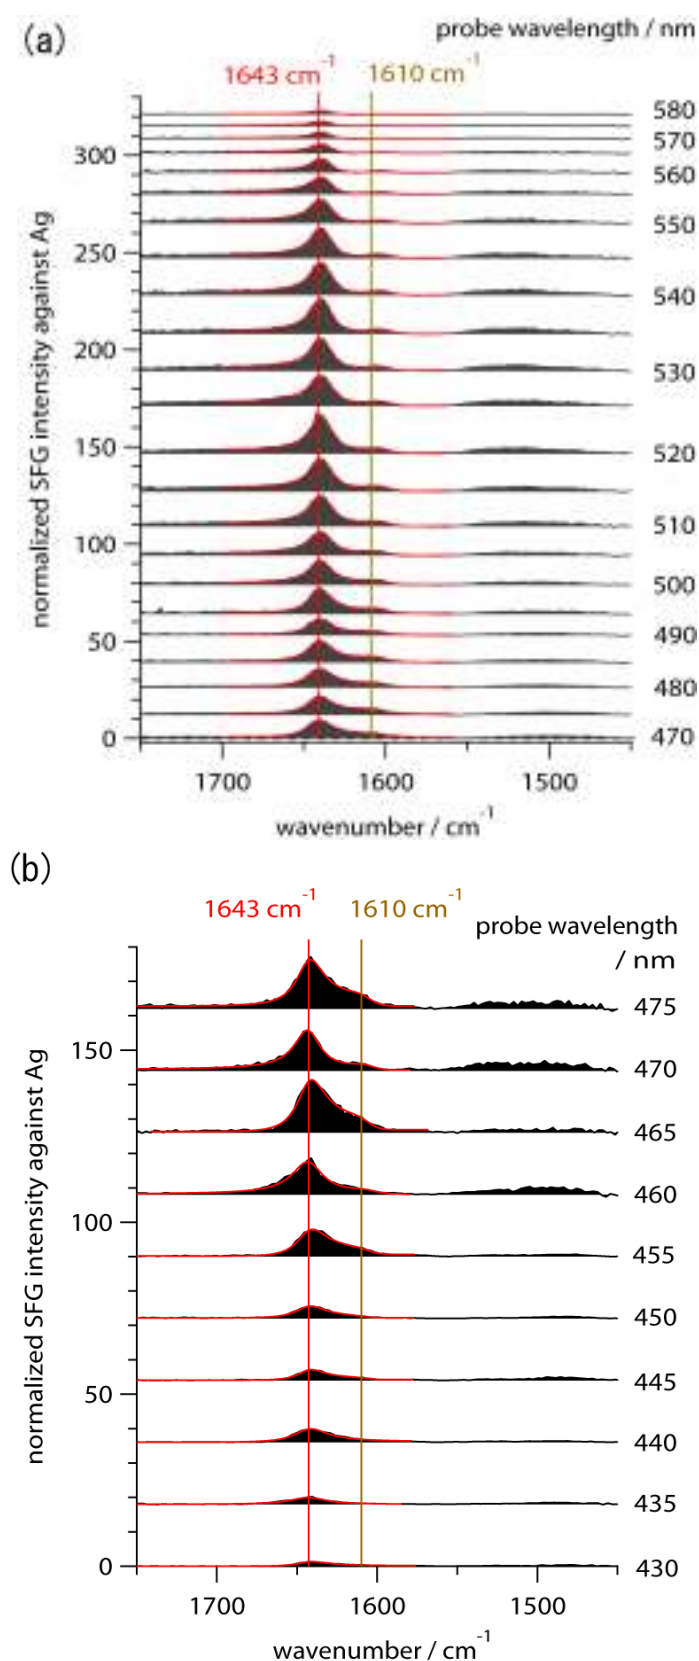 (a)
probe wavelength / nm
1643 cm⁻¹ 1610 cm⁻¹
580
570
300
560
550
250
540
200
530
150
520
510
100
500
490
50
480
0
470
normalized SFG intensity against Ag
1700 1600 1500
wavenumber / cm⁻¹
(b)
1643 cm⁻¹ 1610 cm⁻¹
probe wavelength
/ nm
475
150
470
465
460
100
455
450
50
445
440
435
0
430
normalized SFG intensity against Ag
1700 1600 1500
wavenumber / cm⁻¹